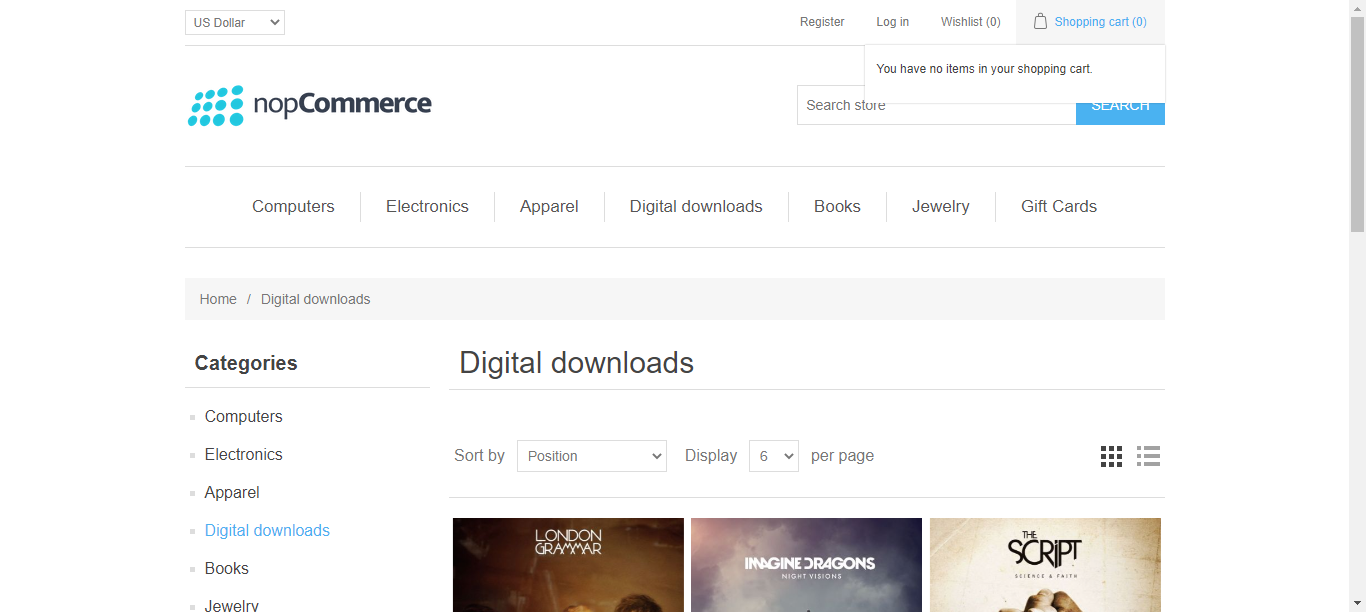 US Dollar
Register
Log in
Wishlist (0)
Shopping cart (0)
You have no items in your shopping cart.
nopCommerce
Search store
SEARCH
Computers
Electronics
Apparel
Digital downloads
Books
Jewelry
Gift Cards
Home / Digital downloads
Categories
Computers
Electronics
Apparel
Digital downloads
Books
Jewelry
Digital downloads
Sort by Position Display 6 per page
LONDON
GRAMMAR
IMAGINE DRAGONS
NIGHT VISIONS
THE
SCRIPT
SCIENCE & FAITH